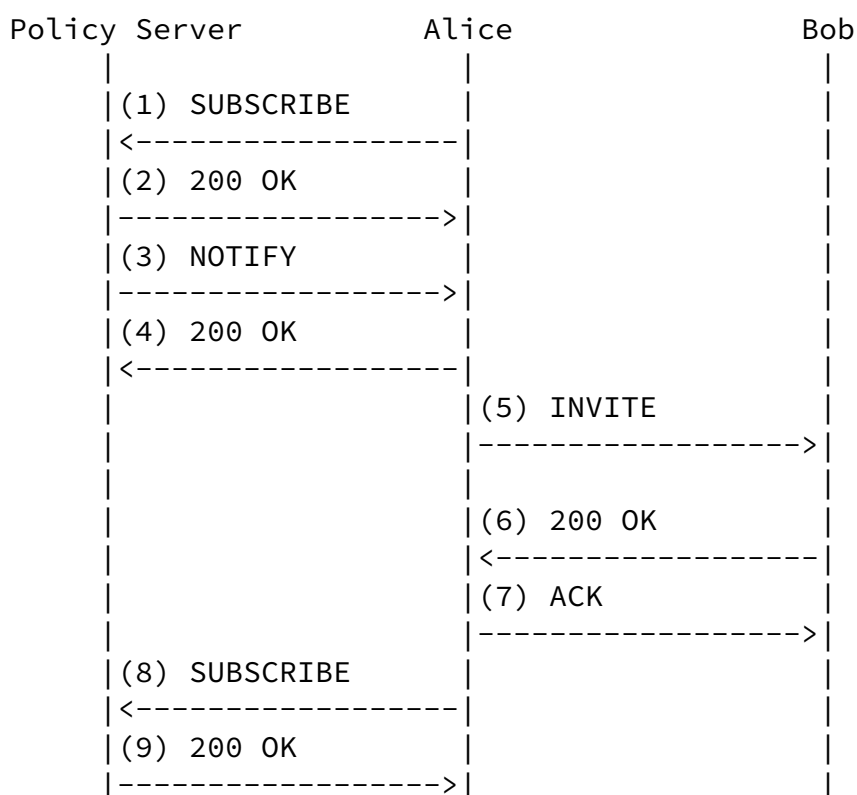 Policy Server Alice Bob
(1) SUBSCRIBE
(2) 200 OK
(3) NOTIFY
(4) 200 OK
(5) INVITE
(6) 200 OK
(7) ACK
(8) SUBSCRIBE
(9) 200 OK